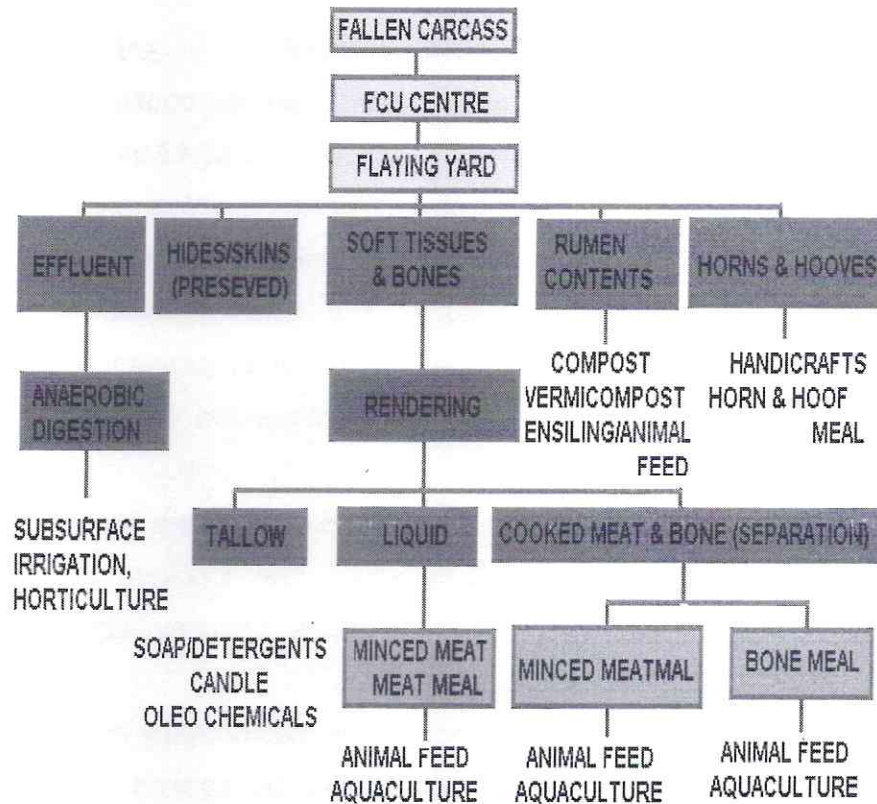 FALLEN CARCASS
FCU CENTRE
FLAYING YARD
EFFLUENT
HIDES/SKINS
(PRESEVED)
SOFT TISSUES
& BONES
RUMEN
CONTENTS
HORNS & HOOVES
ANAEROBIC
DIGESTION
RENDERING
COMPOST
VERMICOMPOST
ENSILING/ANIMAL
FEED
HANDICRAFTS
HORN & HOOF
MEAL
SUBSURFACE
IRRIGATION,
HORTICULTURE
TALLOW
LIQUID
COOKED MEAT & BONE (SEPARATION)
SOAP/DETERGENTS
CANDLE
OLEO CHEMICALS
MINCED MEAT
MEAT MEAL
MINCED MEATMAL
BONE MEAL
ANIMAL FEED
AQUACULTURE
ANIMAL FEED
AQUACULTURE
ANIMAL FEED
AQUACULTURE